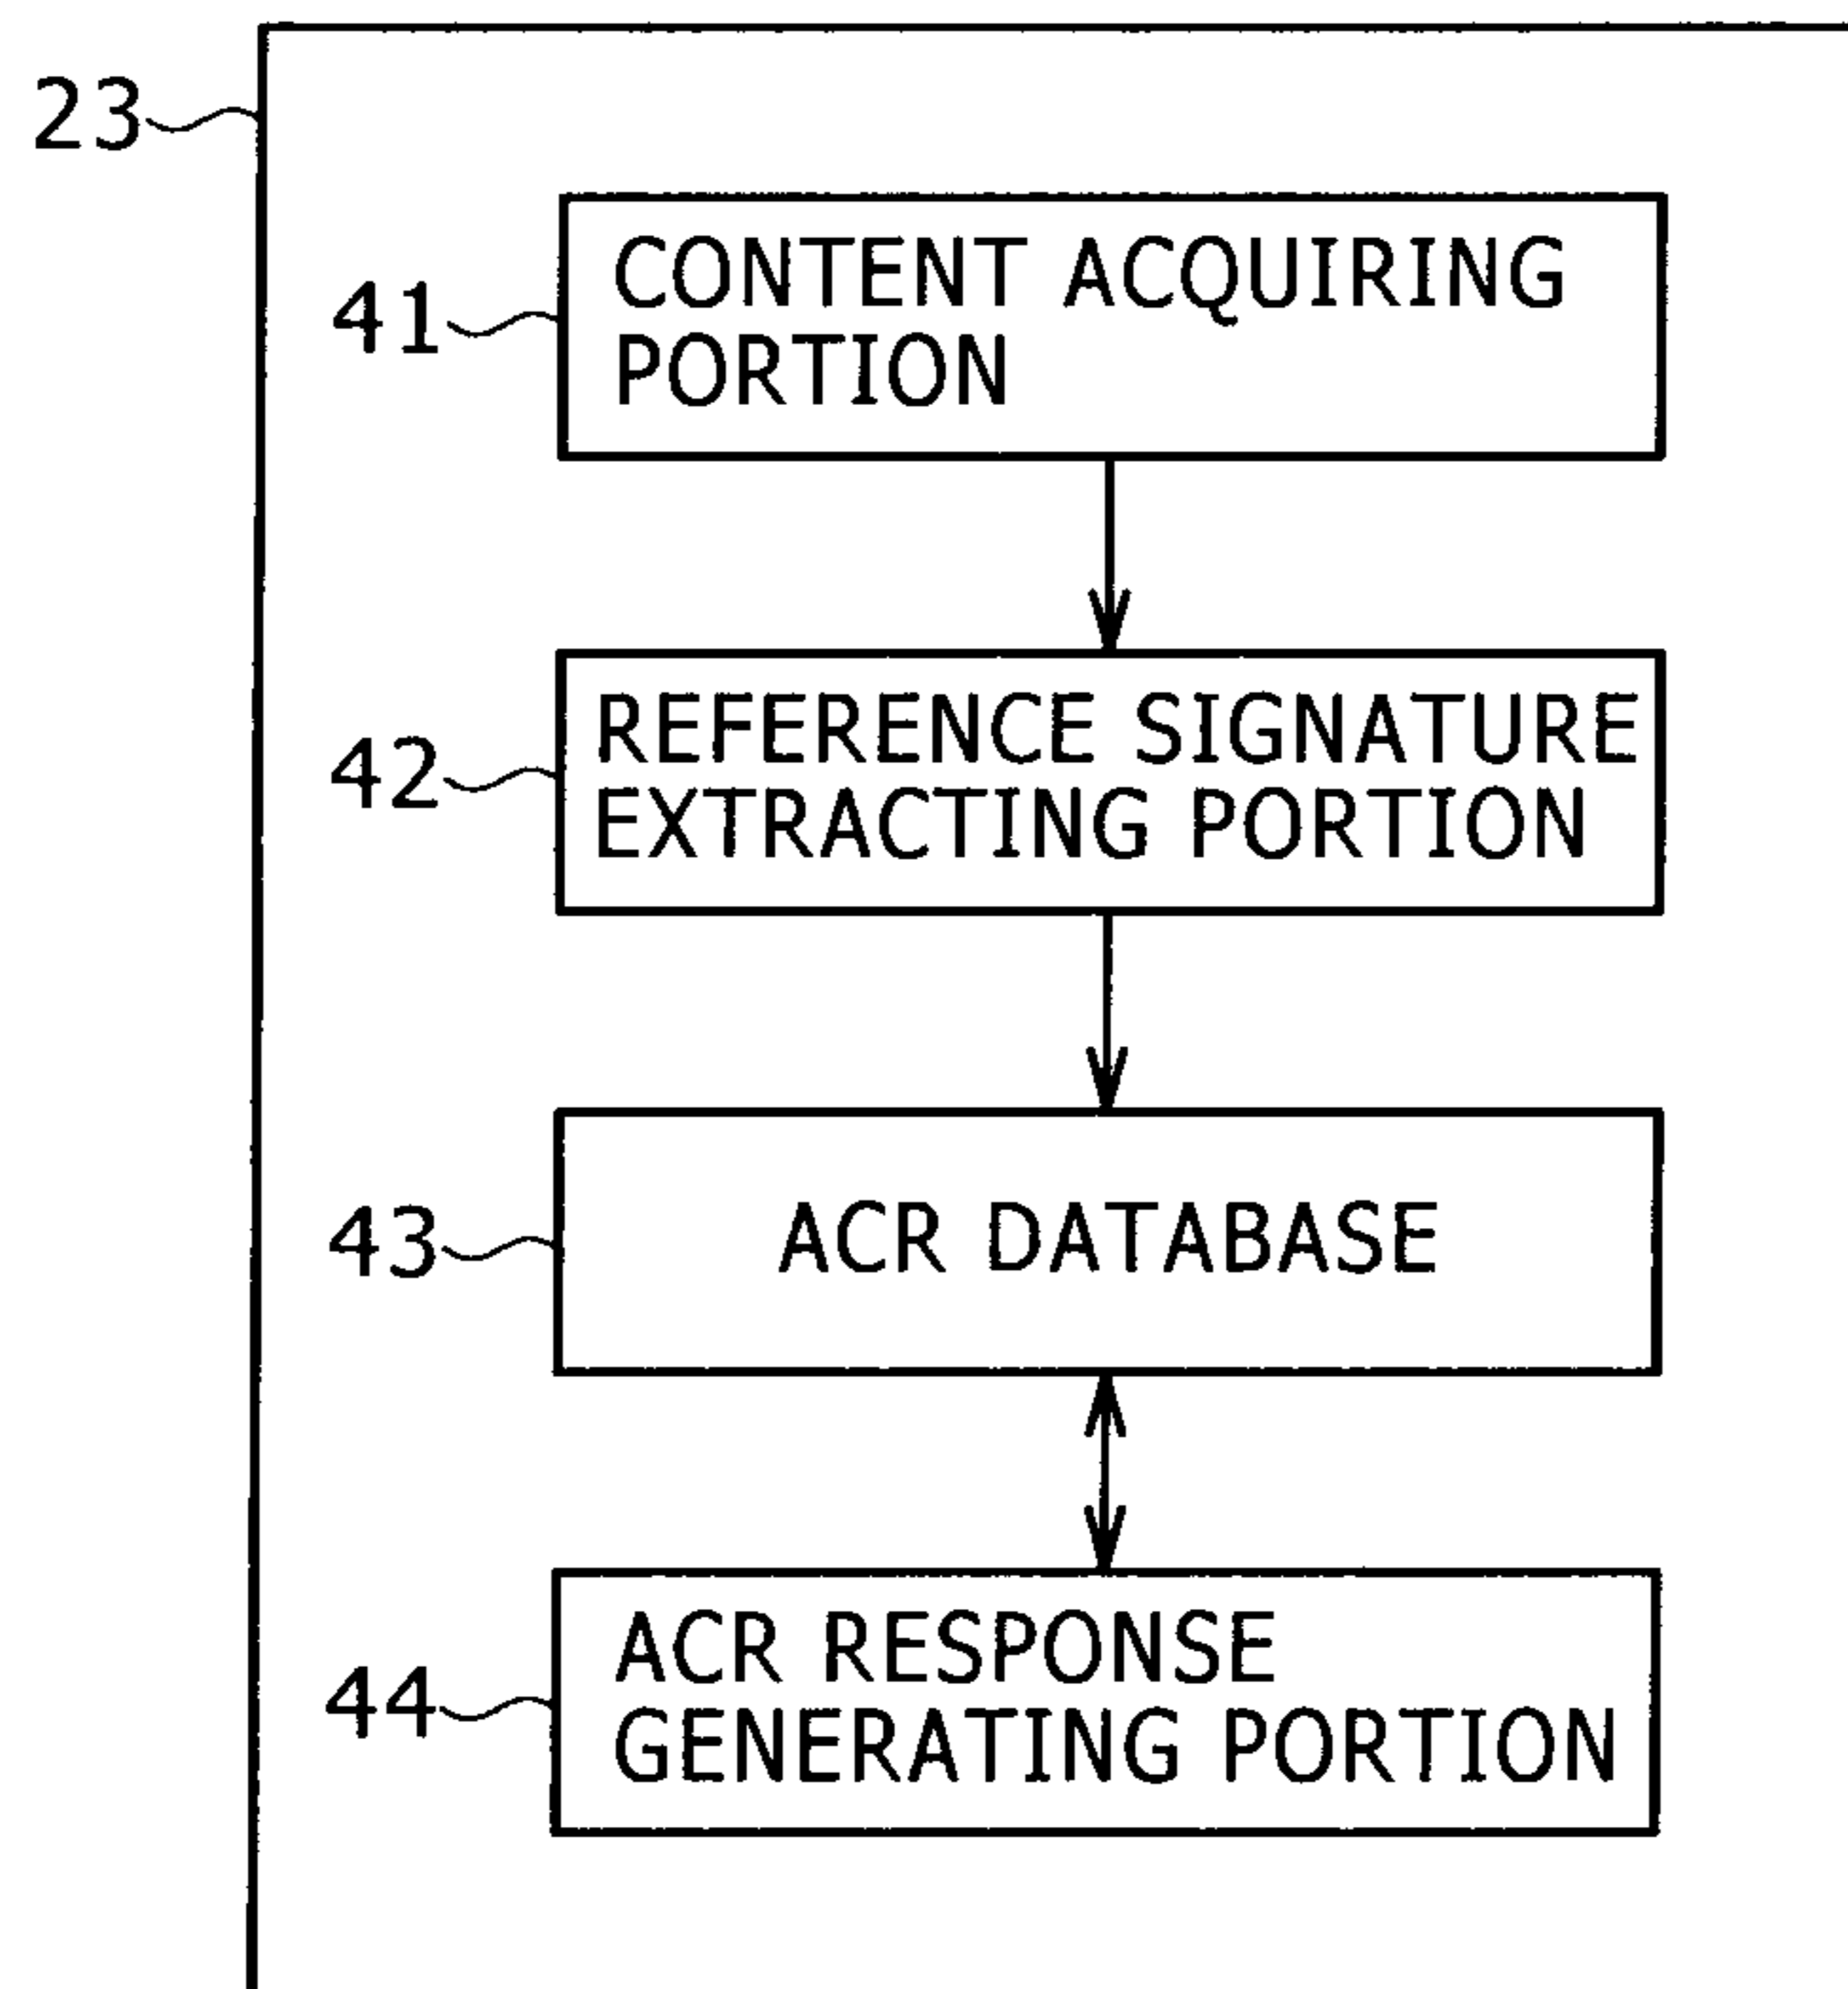 23
41
CONTENT ACQUIRING
PORTION
42
REFERENCE SIGNATURE
EXTRACTING PORTION
43
ACR DATABASE
44
ACR RESPONSE
GENERATING PORTION